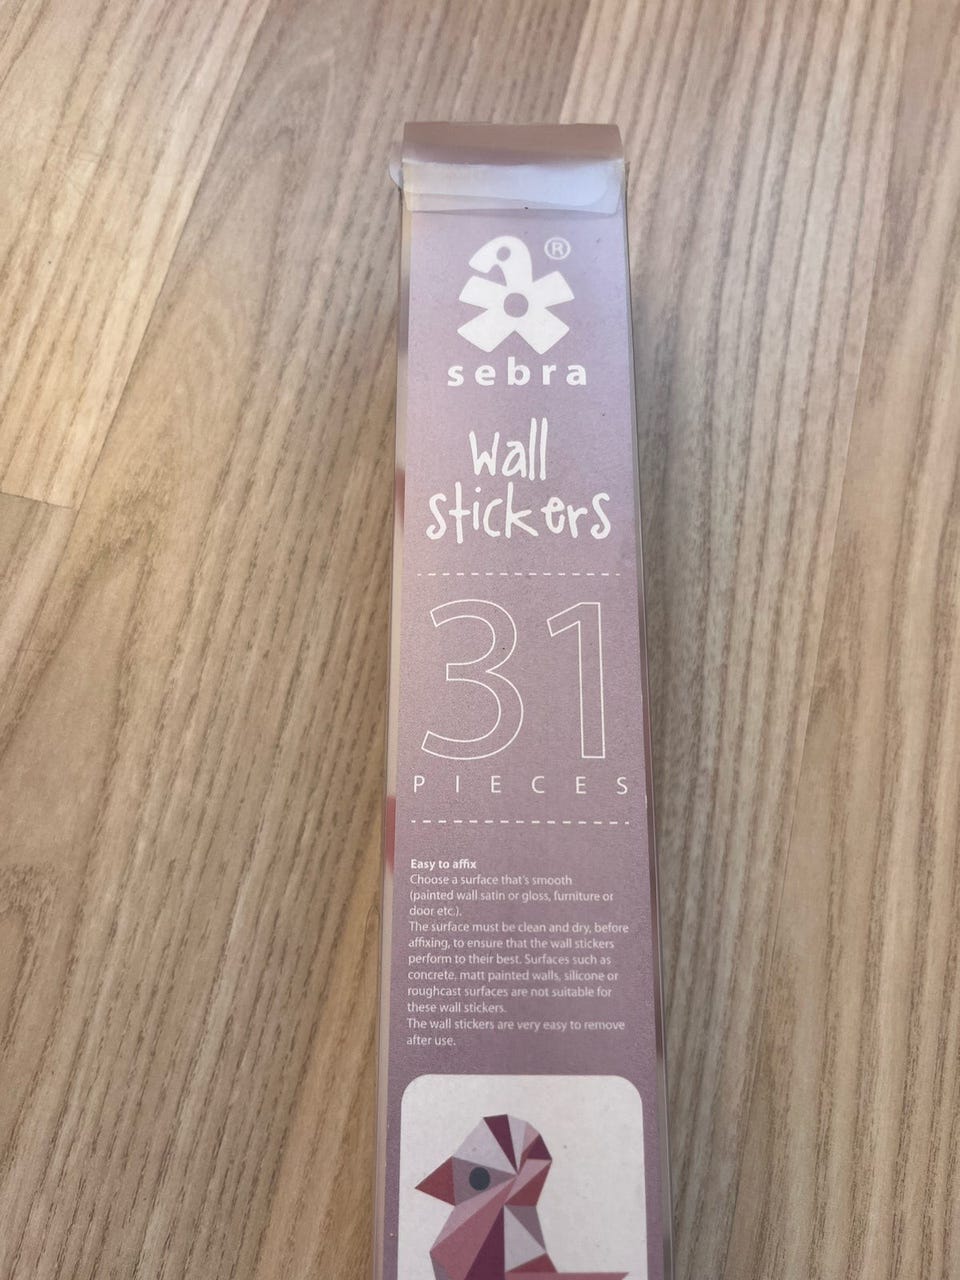 ®
sebra
Wall
stickers
31
PIECES
Easy to affix
Choose a surface that's smooth
(painted wall satin or gloss, furniture or
door etc.).
The surface must be clean and dry, before
affixing, to ensure that the wall stickers
perform to their best. Surfaces such as
concrete, matt painted walls, silicone or
roughcast surfaces are not suitable for
these wall stickers.
The wall stickers are very easy to remove
after use.